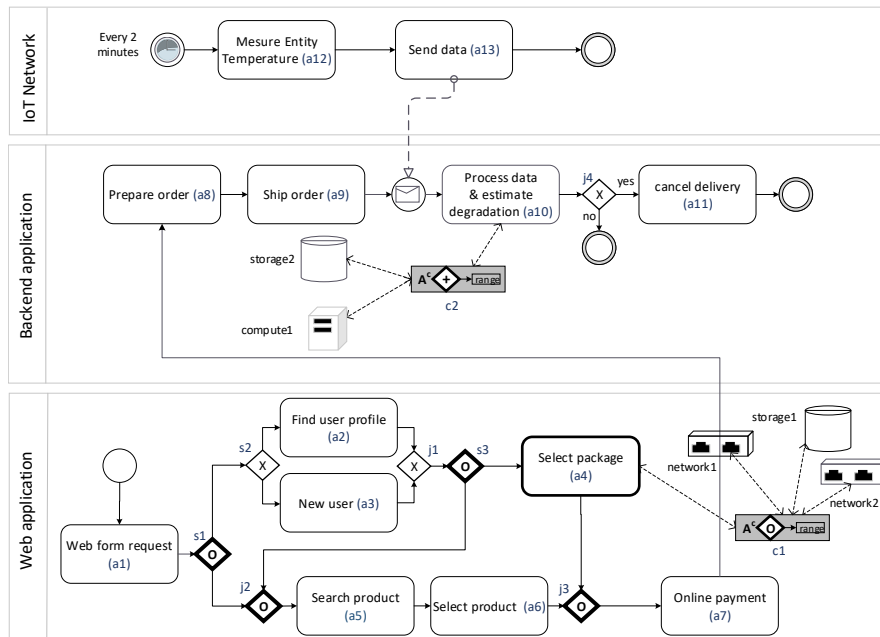 IoT Network
Every 2
minutes
Mesure Entity
Temperature (a12)
Send data (a13)
Backend application
Prepare order (a8)
Ship order (a9)
Process data
& estimate
degradation (a10)
j4
X
yes
no
cancel delivery
(a11)
storage2
A^c
+
range
c2
compute1
Web application
Web form request
(a1)
s1
O
s2
X
Find user profile
(a2)
New user (a3)
j1
X
s3
O
Select package
(a4)
j2
O
Search product
(a5)
Select product (a6)
j3
O
Online payment
(a7)
storage1
network1
network2
A^c
O
range
c1